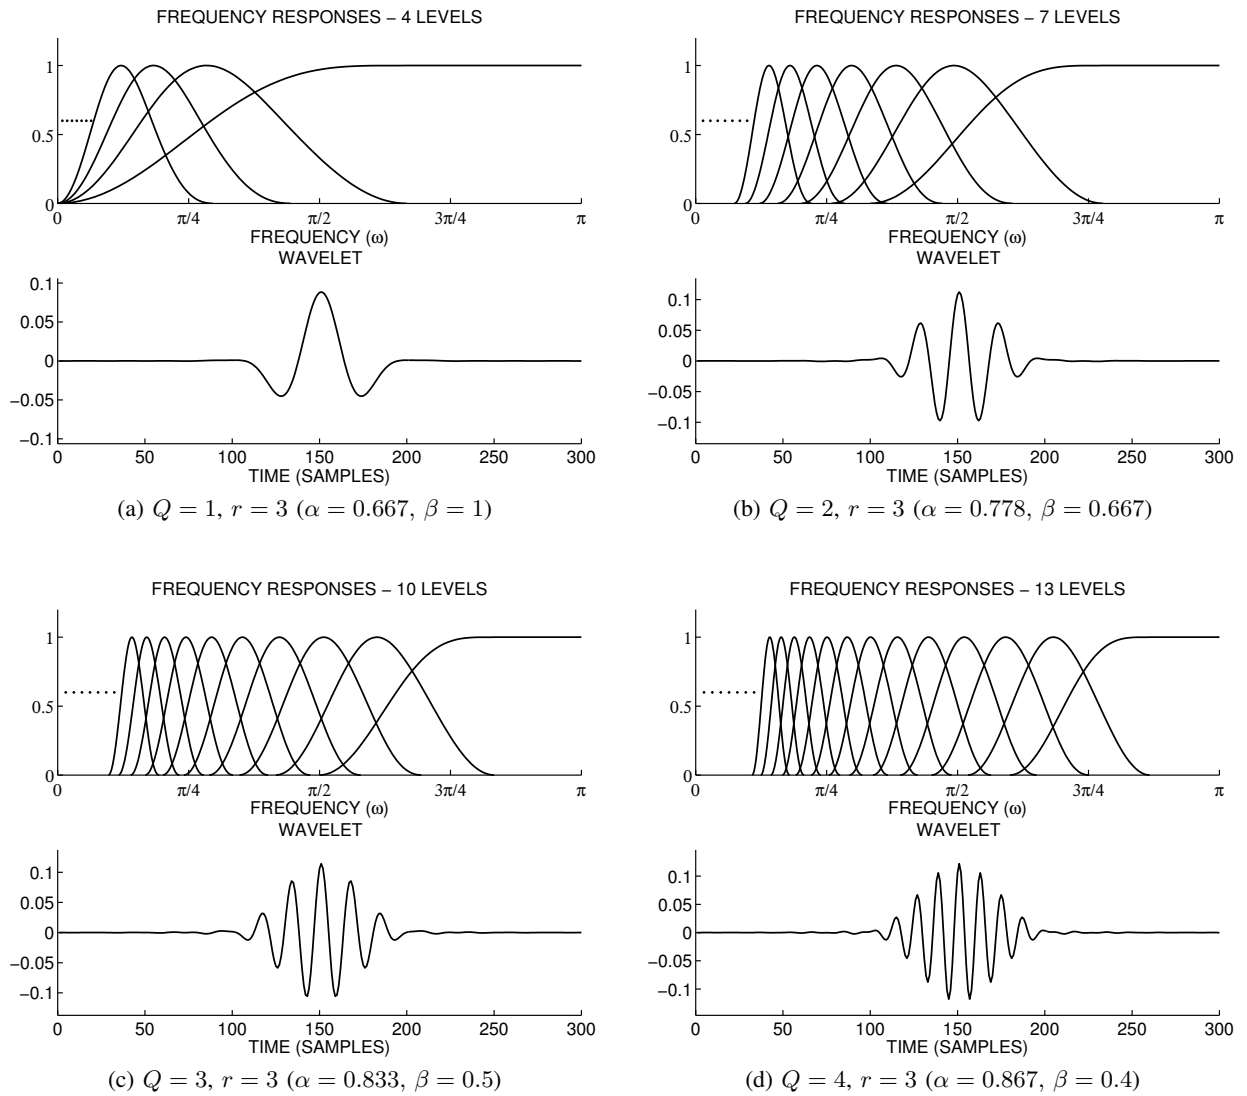 FREQUENCY RESPONSES − 4 LEVELS
1
0.5
0
0 π/4 π/2 3π/4 π
FREQUENCY (ω)
WAVELET
0.1
0.05
0
−0.05
−0.1
0 50 100 150 200 250 300
TIME (SAMPLES)
(a) Q = 1, r = 3 (α = 0.667, β = 1)
FREQUENCY RESPONSES − 7 LEVELS
1
0.5
0
0 π/4 π/2 3π/4 π
FREQUENCY (ω)
WAVELET
0.1
0.05
0
−0.05
−0.1
0 50 100 150 200 250 300
TIME (SAMPLES)
(b) Q = 2, r = 3 (α = 0.778, β = 0.667)
FREQUENCY RESPONSES − 10 LEVELS
1
0.5
0
0 π/4 π/2 3π/4 π
FREQUENCY (ω)
WAVELET
0.1
0.05
0
−0.05
−0.1
0 50 100 150 200 250 300
TIME (SAMPLES)
(c) Q = 3, r = 3 (α = 0.833, β = 0.5)
FREQUENCY RESPONSES − 13 LEVELS
1
0.5
0
0 π/4 π/2 3π/4 π
FREQUENCY (ω)
WAVELET
0.1
0.05
0
−0.05
−0.1
0 50 100 150 200 250 300
TIME (SAMPLES)
(d) Q = 4, r = 3 (α = 0.867, β = 0.4)